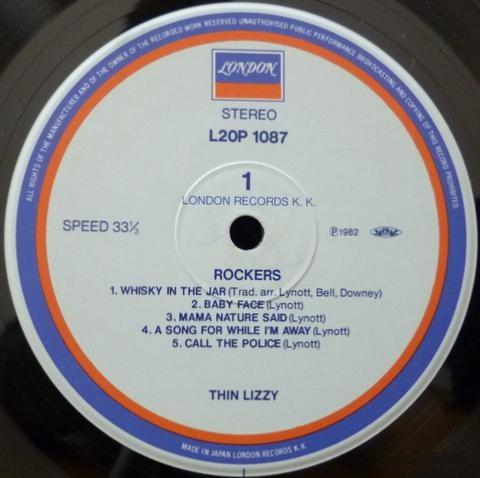 ALL RIGHTS OF THE MANUFACTURER AND OF THE OWNER OF THE RECORDED WORK RESERVED UNAUTHORISED PUBLIC PERFORMANCE BROADCASTING AND COPYING OF THIS RECORD PROHIBITED
LONDON
STEREO
L20P 1087
1
LONDON RECORDS K. K.
SPEED 33⅓
℗1982
ROCKERS
1. WHISKY IN THE JAR (Trad. arr. Lynott, Bell, Downey)
2. BABY FACE (Lynott)
3. MAMA NATURE SAID (Lynott)
4. A SONG FOR WHILE I'M AWAY (Lynott)
5. CALL THE POLICE (Lynott)
THIN LIZZY
MADE IN JAPAN LONDON RECORDS K.K.